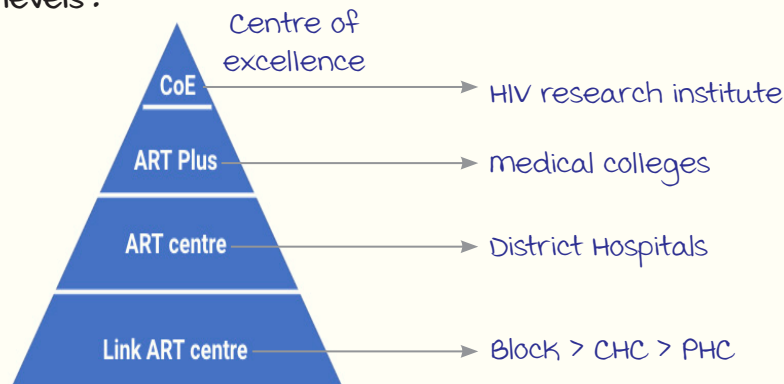 levels :
Centre of
excellence
CoE
HIV research institute
ART Plus
medical colleges
ART centre
District Hospitals
Link ART centre
Block > CHC > PHC